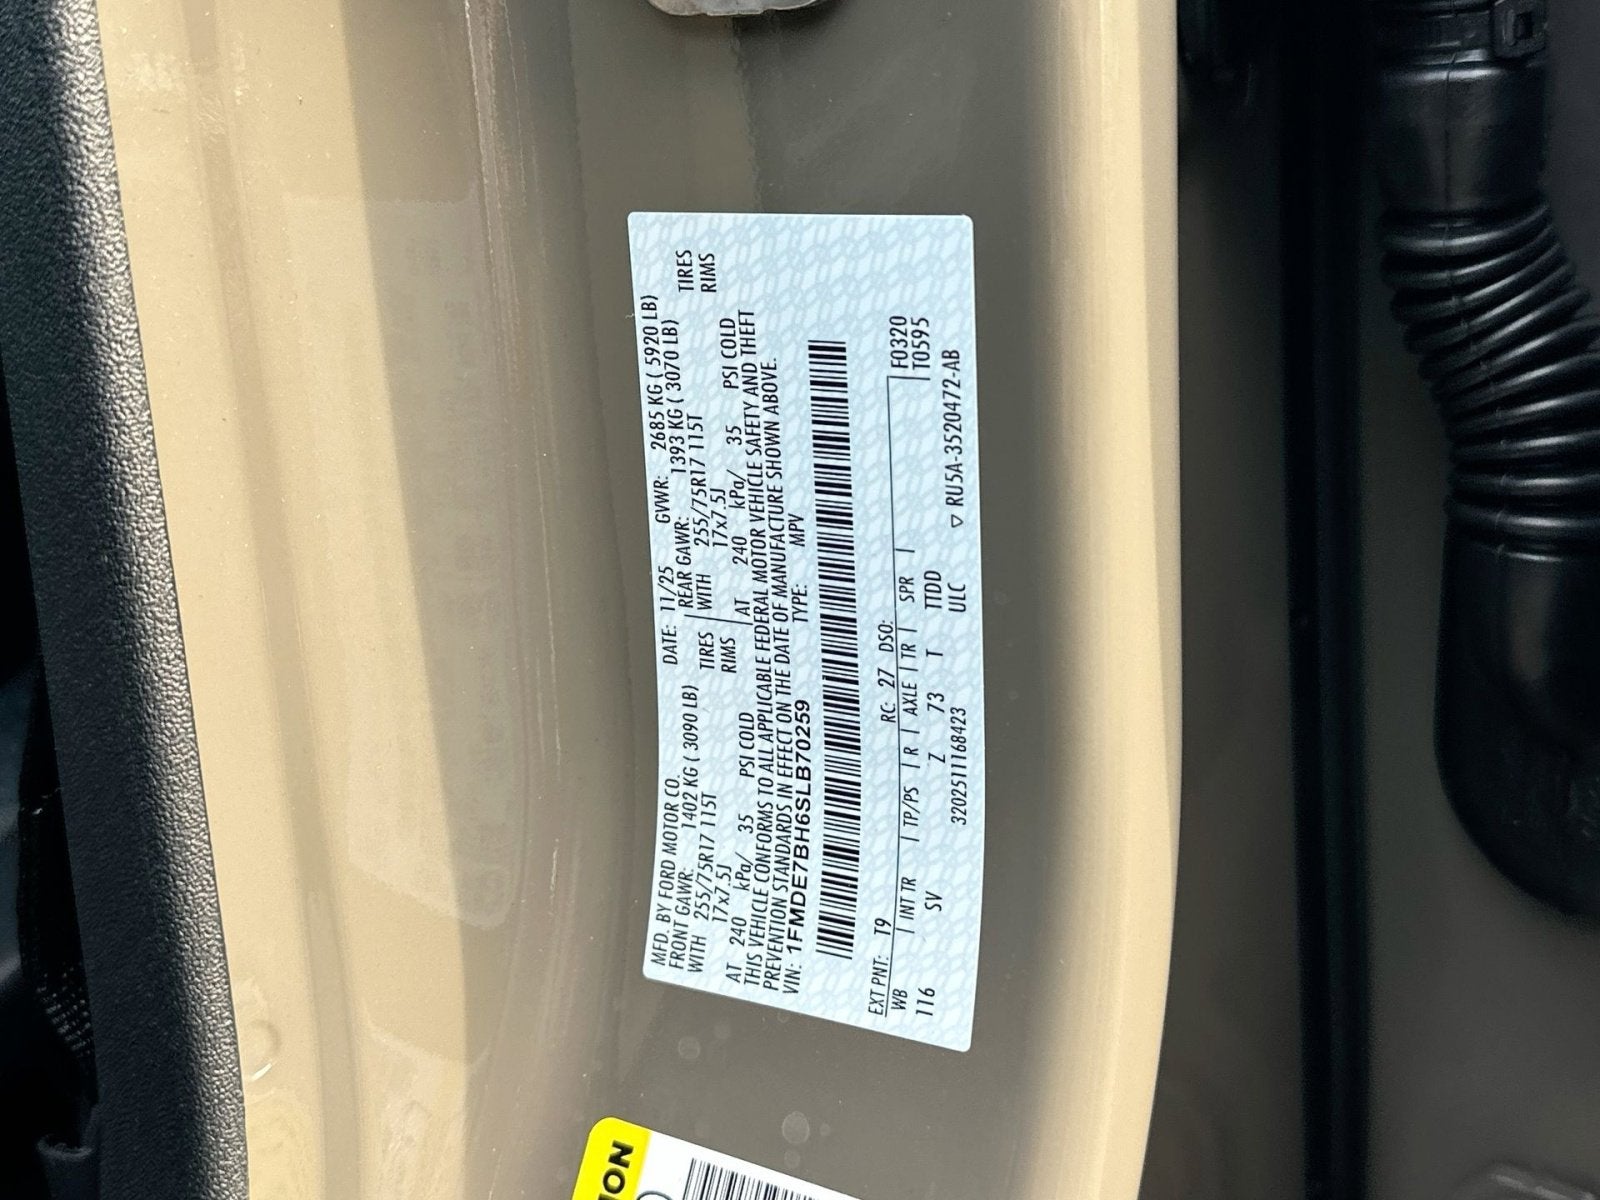 MFD. BY FORD MOTOR CO. DATE: 11/25 GVWR: 2685 KG ( 5920 LB)
FRONT GAWR: 1402 KG ( 3090 LB) REAR GAWR: 1393 KG ( 3070 LB)
WITH 255/75R17 115T TIRES WITH 255/75R17 115T TIRES
17x7.5J RIMS 17x7.5J RIMS
AT 240 kPa/ 35 PSI COLD AT 240 kPa/ 35 PSI COLD
THIS VEHICLE CONFORMS TO ALL APPLICABLE FEDERAL MOTOR VEHICLE SAFETY AND THEFT
PREVENTION STANDARDS IN EFFECT ON THE DATE OF MANUFACTURE SHOWN ABOVE.
VIN: 1FMDE7BH6SLB70259 TYPE: MPV
EXT PNT: T9 RC: 27 DSO: F0320
WB | INT TR | TP/PS | R | AXLE | TR | SPR | T0595
116 SV Z 73 T TTDD
32025111168423 ULC ▽ RU5A-3520472-AB